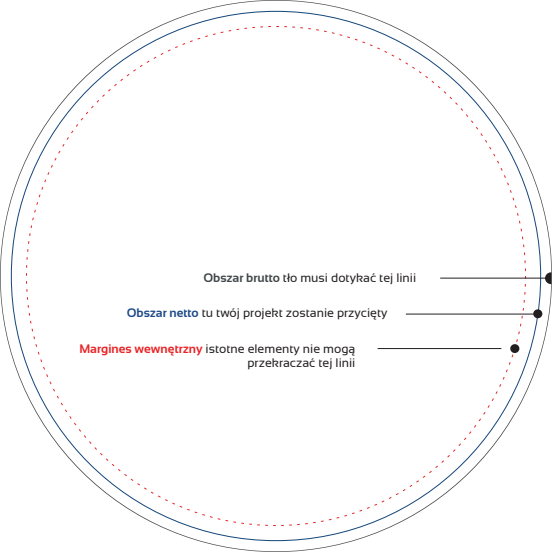 Obszar brutto tło musi dotykać tej linii
Obszar netto tu twój projekt zostanie przycięty
Margines wewnętrzny istotne elementy nie mogą
przekraczać tej linii